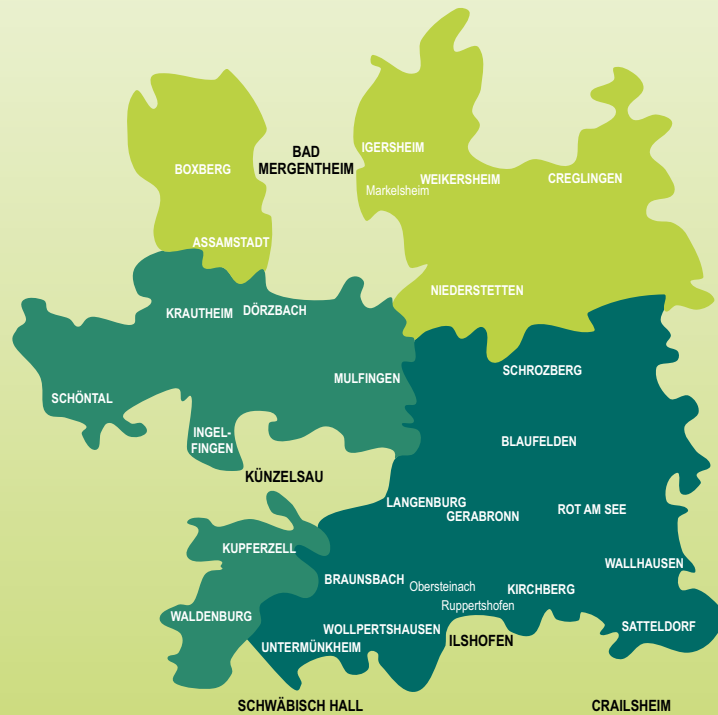 BAD
MERGENTHEIM
IGERSHEIM
BOXBERG
WEIKERSHEIM
CREGLINGEN
Markelsheim
ASSAMSTADT
NIEDERSTETTEN
KRAUTHEIM
DÖRZBACH
SCHROZBERG
MULFINGEN
SCHÖNTAL
INGEL-
FINGEN
BLAUFELDEN
KÜNZELSAU
LANGENBURG
GERABRONN
ROT AM SEE
KUPFERZELL
WALLHAUSEN
BRAUNSBACH
Obersteinach
KIRCHBERG
Ruppertshofen
WALDENBURG
WOLLPERTSHAUSEN
SATTELDORF
ILSHOFEN
UNTERMÜNKHEIM
SCHWÄBISCH HALL
CRAILSHEIM